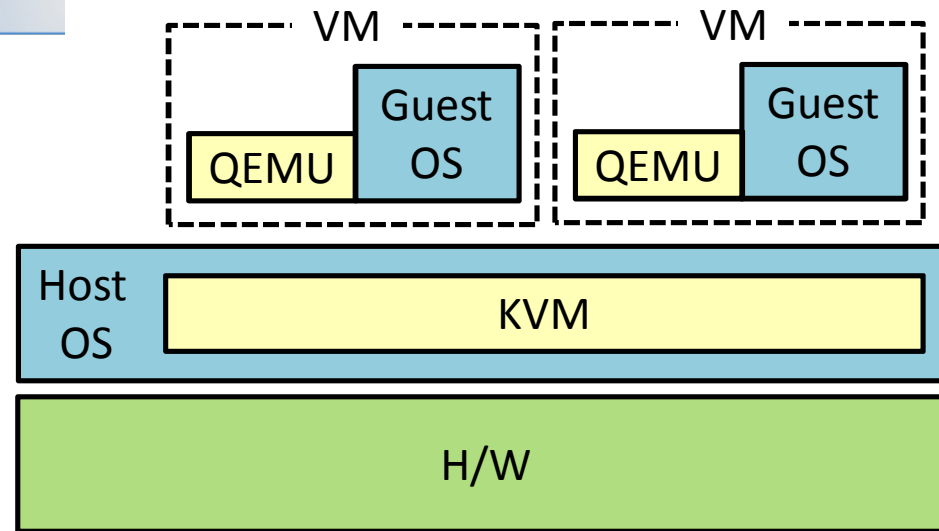 VM
VM
Guest
OS
QEMU
Guest
OS
QEMU
Host
OS
KVM
H/W